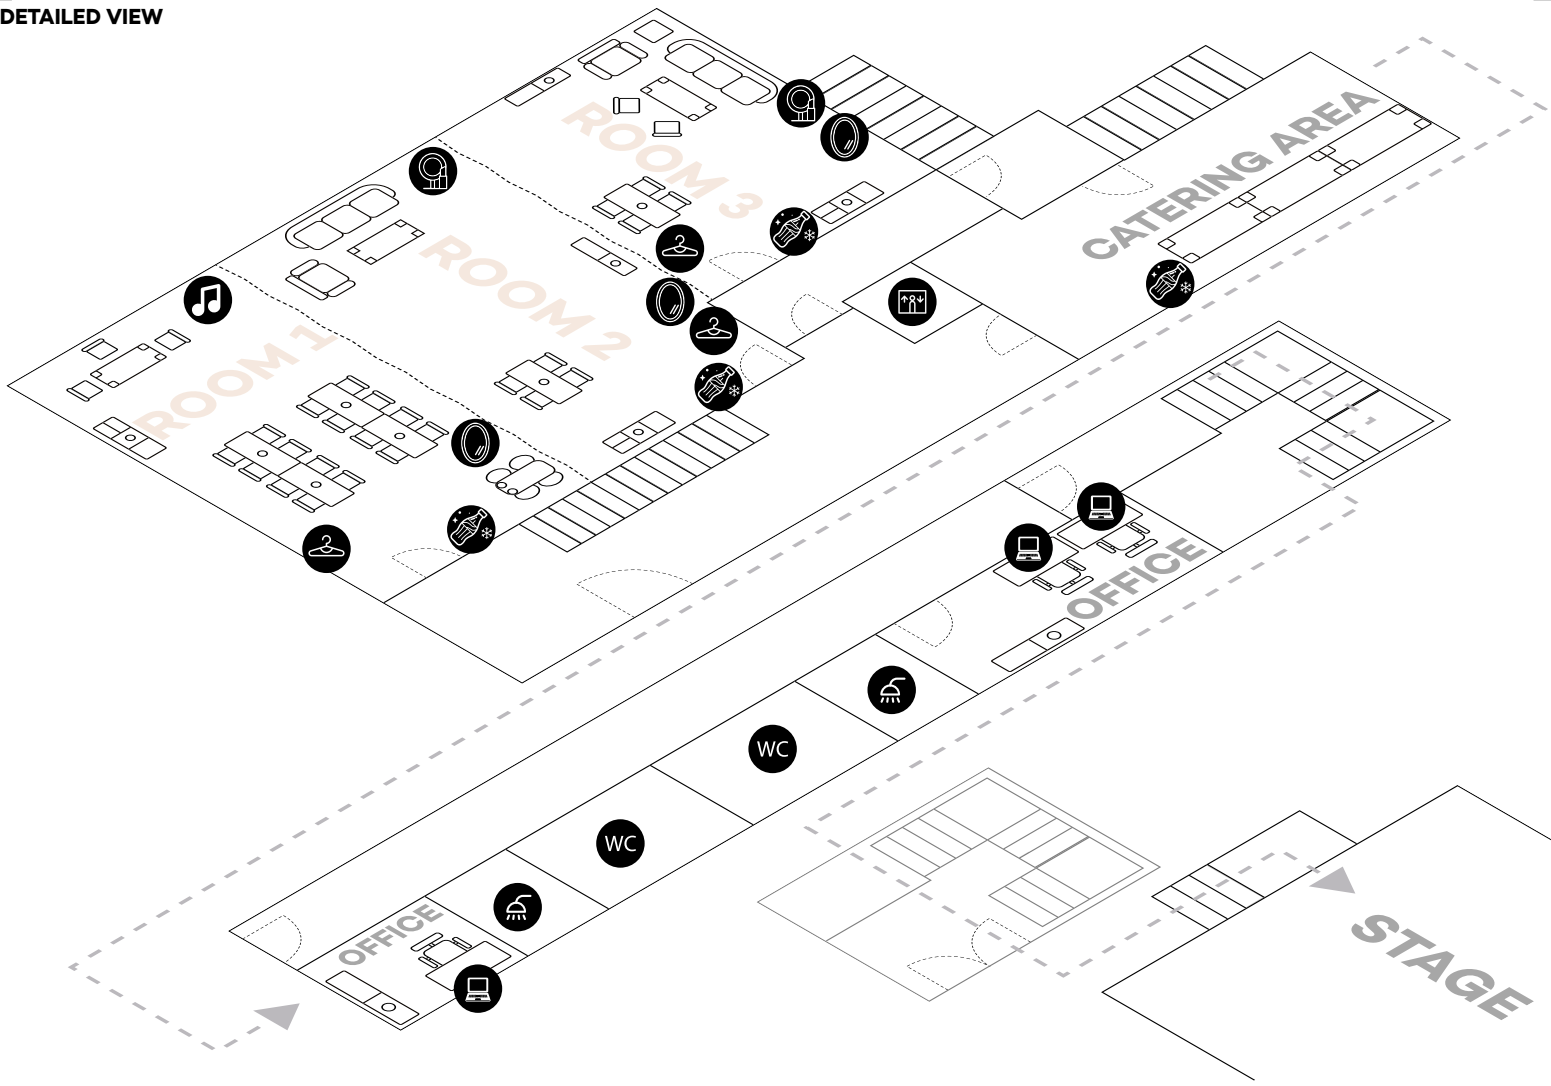 DETAILED VIEW
ROOM 3
CATERING AREA
ROOM 2
ROOM 1
OFFICE
WC
WC
OFFICE
STAGE